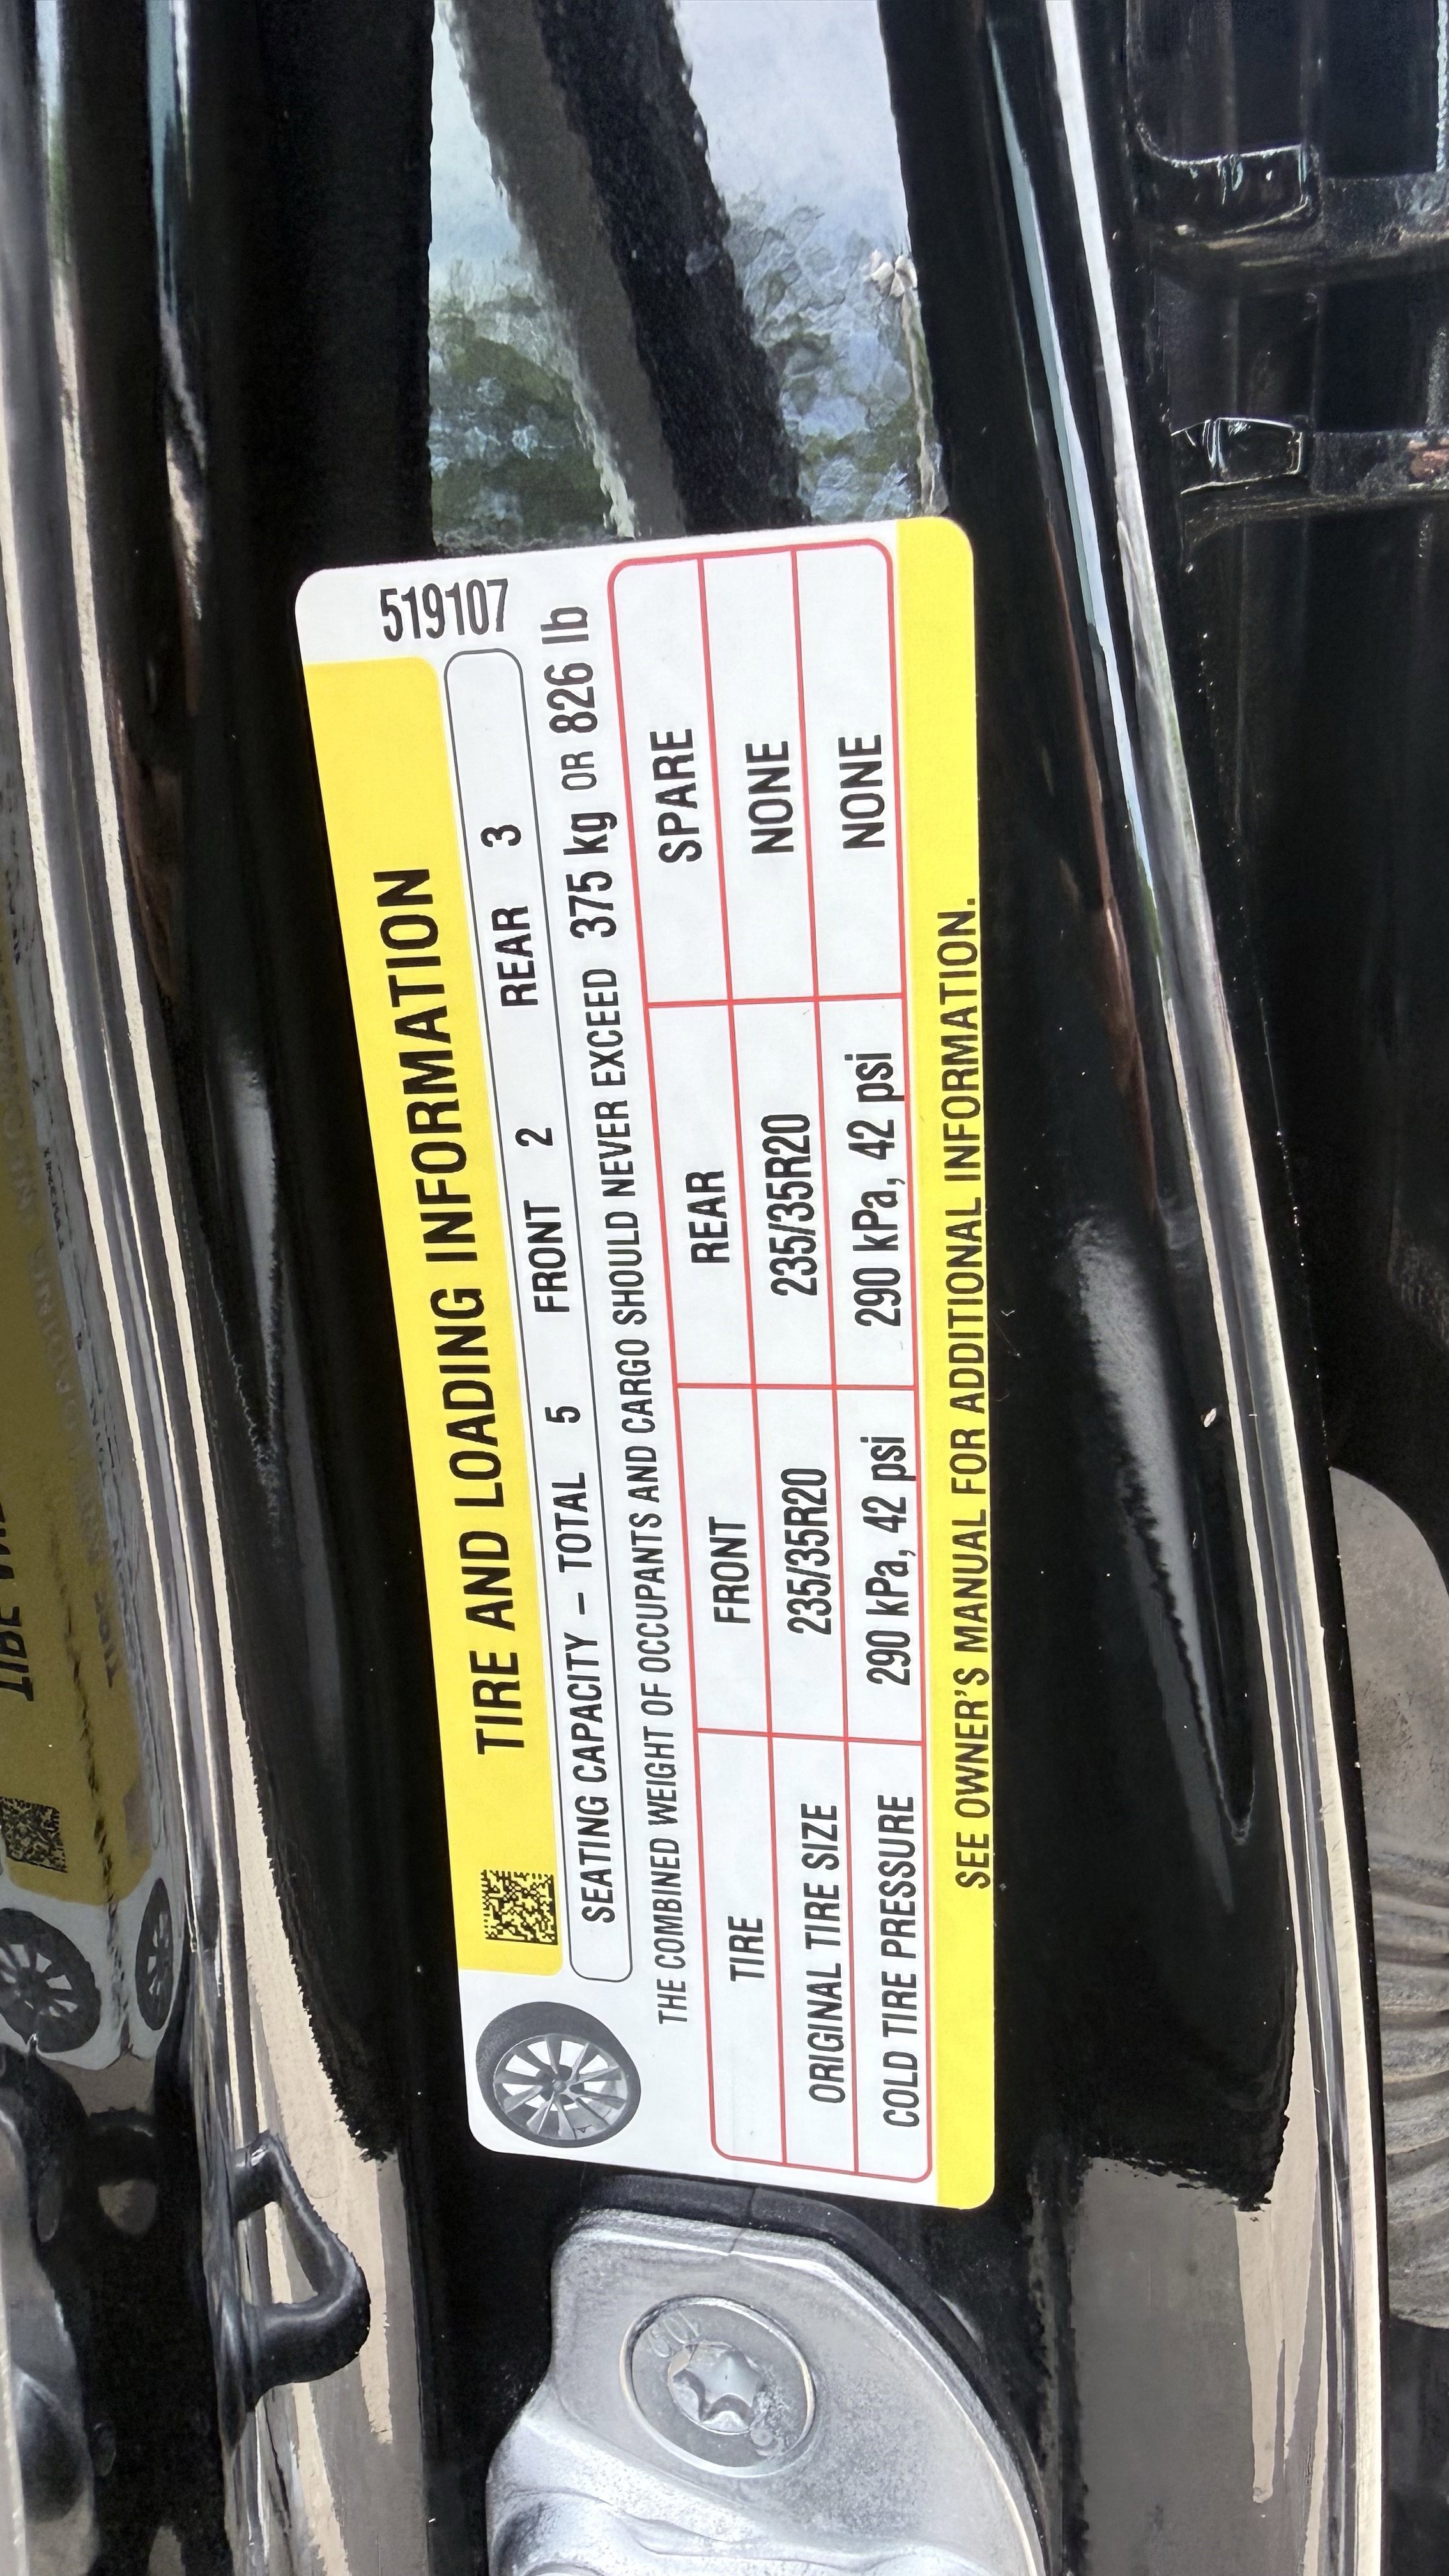 519107
TIRE AND LOADING INFORMATION
SEATING CAPACITY – TOTAL 5 FRONT 2 REAR 3
THE COMBINED WEIGHT OF OCCUPANTS AND CARGO SHOULD NEVER EXCEED 375 kg OR 826 lb
TIRE FRONT REAR SPARE
ORIGINAL TIRE SIZE 235/35R20 235/35R20 NONE
COLD TIRE PRESSURE 290 kPa, 42 psi 290 kPa, 42 psi NONE
SEE OWNER'S MANUAL FOR ADDITIONAL INFORMATION.